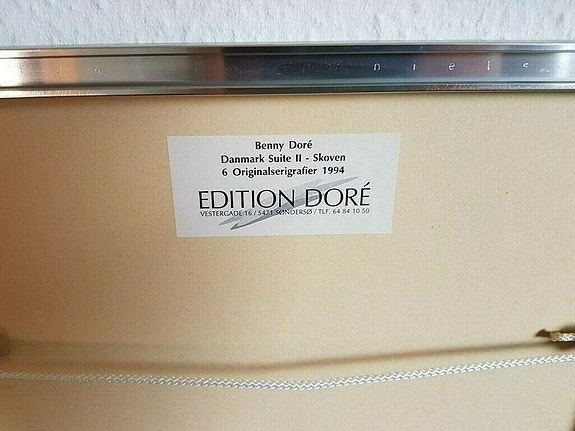 Benny Doré
Danmark Suite II - Skoven
6 Originalserigrafier 1994
EDITION DORÉ
VESTERGADE 16 / 5471 SØNDERSØ / TLF. 64 84 10 50